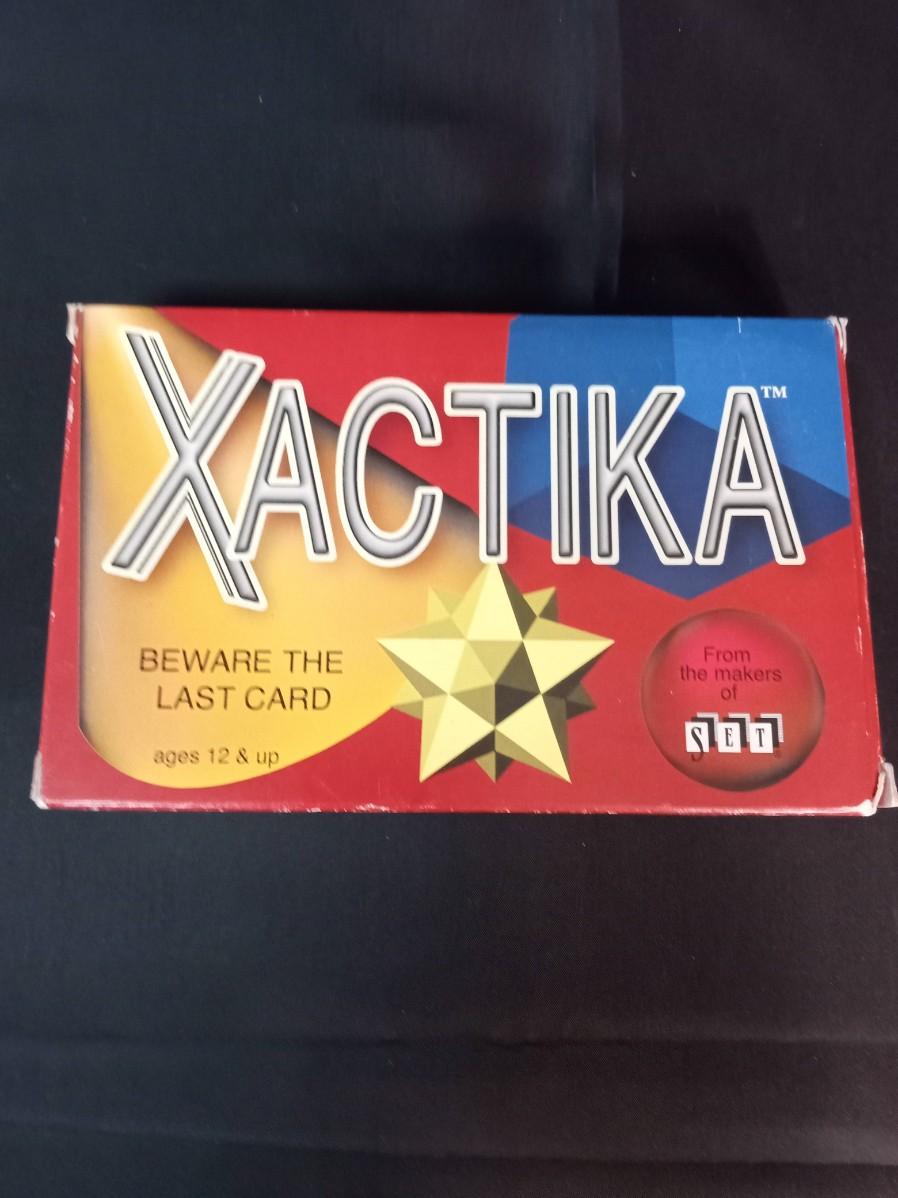 XACTIKA™
BEWARE THE
LAST CARD
ages 12 & up
From
the makers
of
SET®